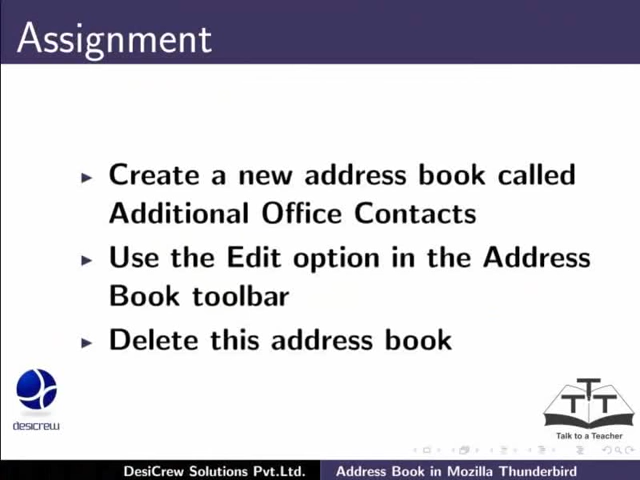 Assignment
Create a new address book called
Additional Office Contacts
Use the Edit option in the Address
Book toolbar
Delete this address book
desicrew
TTT
Talk to a Teacher
DesiCrew Solutions Pvt.Ltd. Address Book in Mozilla Thunderbird